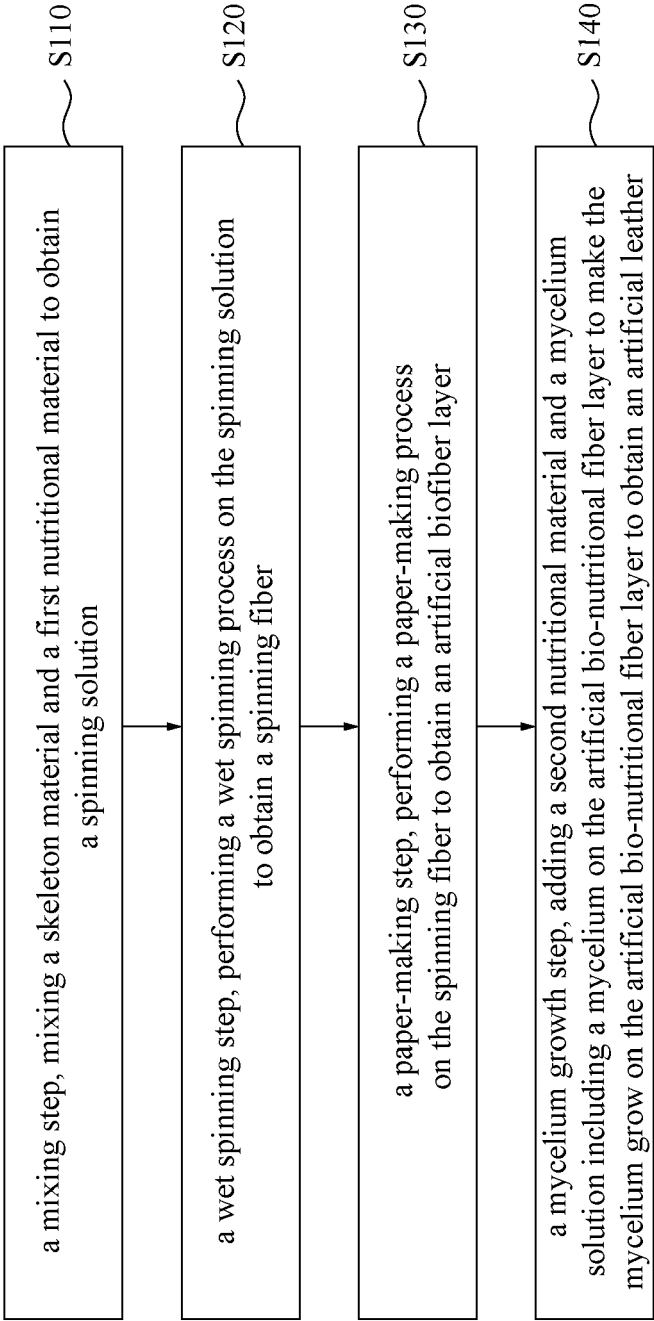 a mixing step, mixing a skeleton material and a first nutritional material to obtain
a spinning solution
S110
a wet spinning step, performing a wet spinning process on the spinning solution
to obtain a spinning fiber
S120
a paper-making step, performing a paper-making process
on the spinning fiber to obtain an artificial biofiber layer
S130
a mycelium growth step, adding a second nutritional material and a mycelium
solution including a mycelium on the artificial bio-nutritional fiber layer to make the
mycelium grow on the artificial bio-nutritional fiber layer to obtain an artificial leather
S140